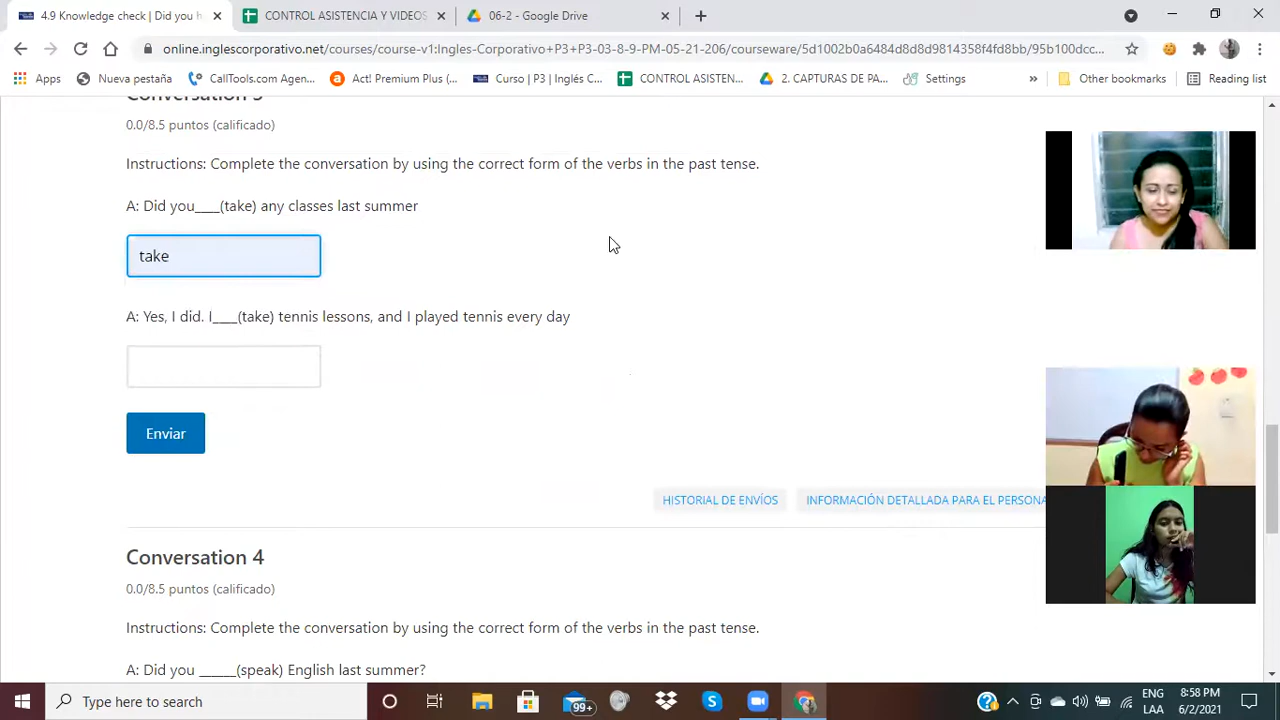 4.9 Knowledge check | Did you h
CONTROL ASISTENCIA Y VIDEOS
06-2 - Google Drive
online.inglescorporativo.net/courses/course-v1:Ingles-Corporativo+P3+P3-03-8-9-PM-05-21-206/courseware/5d1002b0a6484d8d8d9814358f4fd8bb/95b100dcc...
Apps
Nueva pestaña
CallTools.com Agen...
Act! Premium Plus (...
Curso | P3 | Inglés C...
CONTROL ASISTEN...
2. CAPTURAS DE PA...
Settings
»
Other bookmarks
Reading list
Conversation 3
0.0/8.5 puntos (calificado)
Instructions: Complete the conversation by using the correct form of the verbs in the past tense.
A: Did you____(take) any classes last summer
take
A: Yes, I did. I____(take) tennis lessons, and I played tennis every day
Enviar
HISTORIAL DE ENVÍOS
INFORMACIÓN DETALLADA PARA EL PERSONA
Conversation 4
0.0/8.5 puntos (calificado)
Instructions: Complete the conversation by using the correct form of the verbs in the past tense.
A: Did you ______(speak) English last summer?
Type here to search
99+
ENG
LAA
8:58 PM
6/2/2021